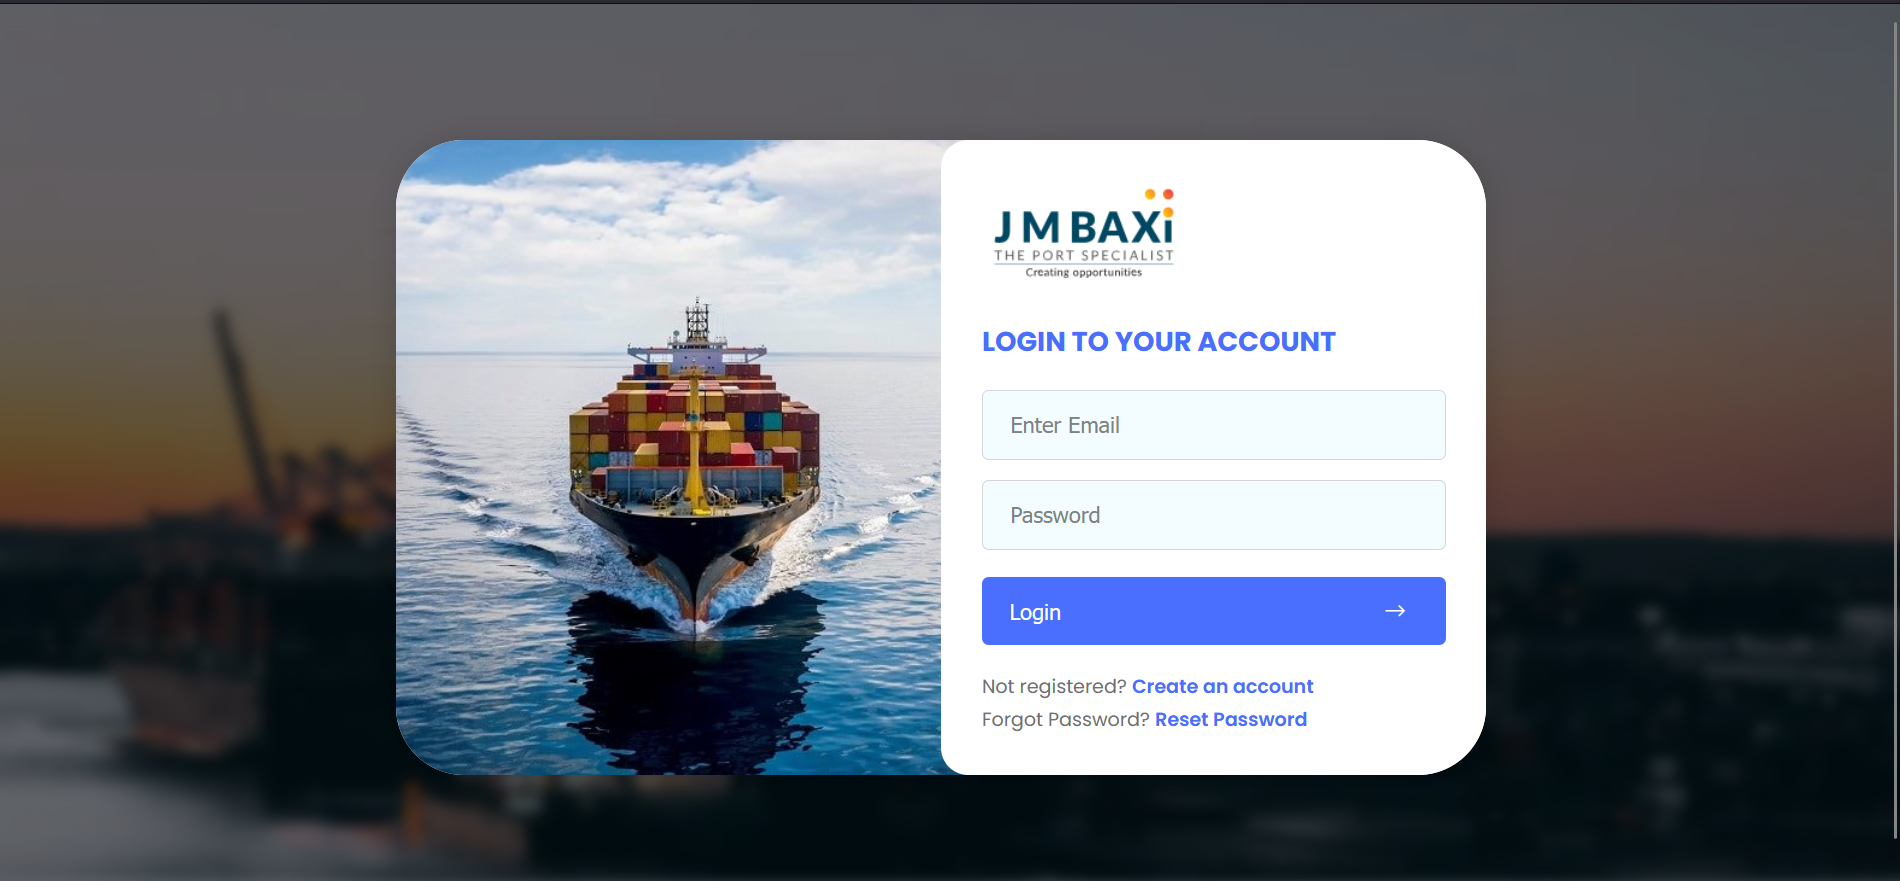 J M BAXi
THE PORT SPECIALIST
Creating opportunities
LOGIN TO YOUR ACCOUNT
Enter Email
Password
Login →
Not registered? Create an account
Forgot Password? Reset Password